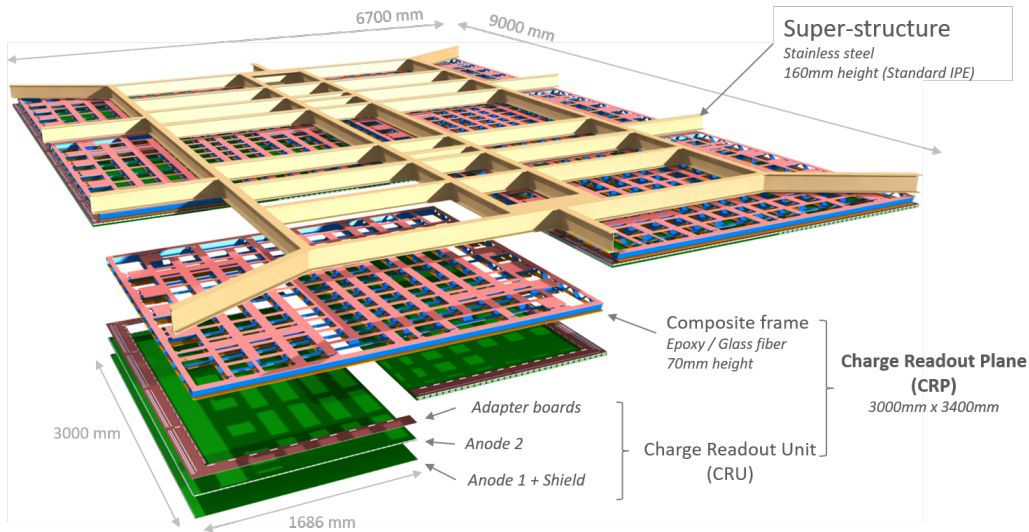 6700 mm
9000 mm
Super-structure
Stainless steel
160mm height (Standard IPE)
Composite frame
Epoxy / Glass fiber
70mm height
Charge Readout Plane
(CRP)
3000mm x 3400mm
Adapter boards
Anode 2
Anode 1 + Shield
Charge Readout Unit
(CRU)
3000 mm
1686 mm